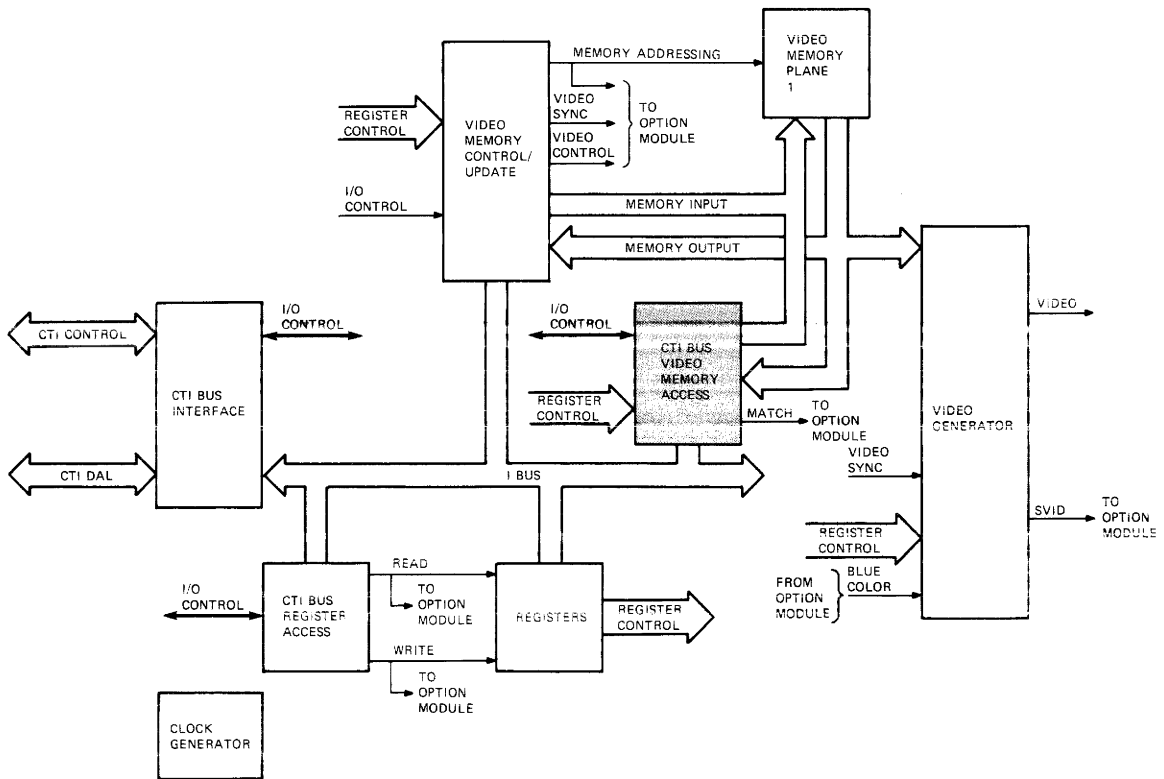 VIDEO
MEMORY
PLANE
1
MEMORY ADDRESSING
VIDEO
SYNC
VIDEO
CONTROL
TO
OPTION
MODULE
REGISTER
CONTROL
VIDEO
MEMORY
CONTROL/
UPDATE
I/O
CONTROL
MEMORY INPUT
MEMORY OUTPUT
CTI CONTROL
I/O
CONTROL
CTI BUS
INTERFACE
CTI DAL
I/O
CONTROL
CTI BUS
VIDEO
MEMORY
ACCESS
REGISTER
CONTROL
MATCH
TO
OPTION
MODULE
I BUS
VIDEO
GENERATOR
VIDEO
VIDEO
SYNC
SVID
TO
OPTION
MODULE
REGISTER
CONTROL
FROM
OPTION
MODULE
BLUE
COLOR
I/O
CONTROL
CTI BUS
REGISTER
ACCESS
READ
TO
OPTION
MODULE
WRITE
TO
OPTION
MODULE
REGISTERS
REGISTER
CONTROL
CLOCK
GENERATOR